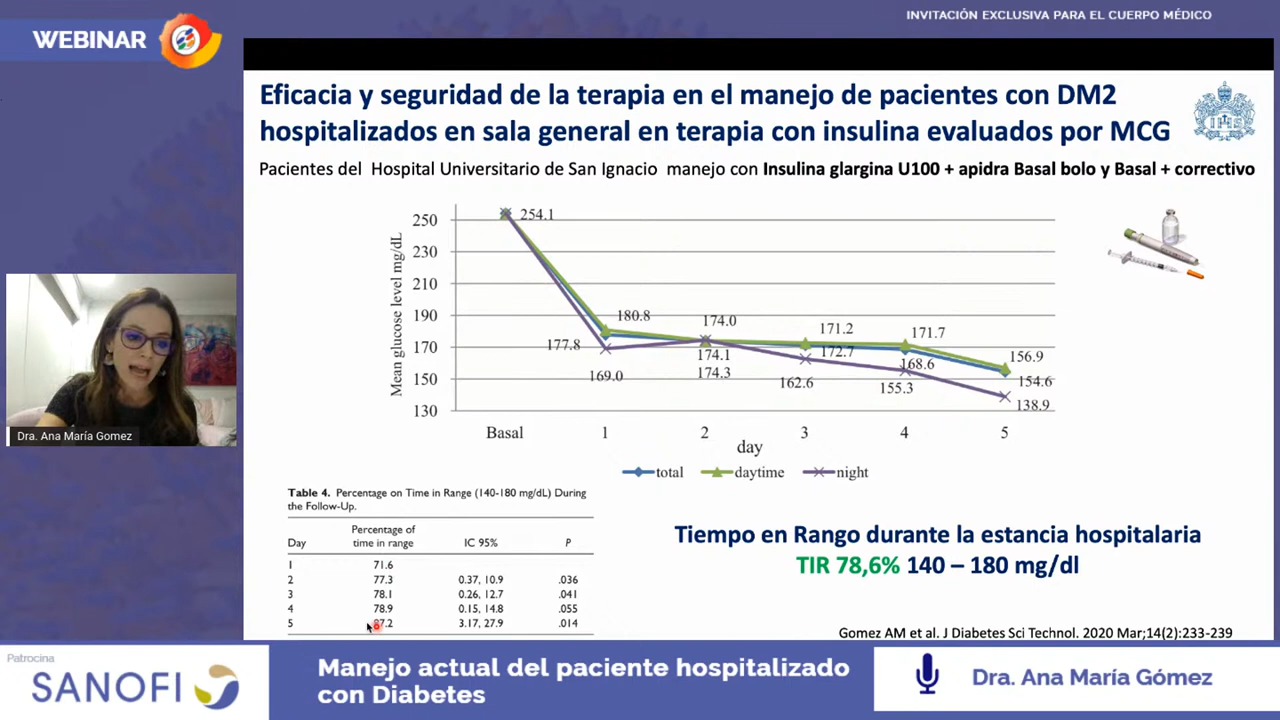 INVITACIÓN EXCLUSIVA PARA EL CUERPO MÉDICO
WEBINAR
Eficacia y seguridad de la terapia en el manejo de pacientes con DM2
hospitalizados en sala general en terapia con insulina evaluados por MCG
Pacientes del Hospital Universitario de San Ignacio manejo con Insulina glargina U100 + apidra Basal bolo y Basal + correctivo
Mean glucose level mg/dL
250
230
210
190
170
150
130
254.1
180.8
177.8
169.0
174.0
174.1
174.3
171.2
172.7
162.6
171.7
168.6
155.3
156.9
154.6
138.9
Basal 1 2 3 4 5
day
total daytime night
Table 4. Percentage on Time in Range (140-180 mg/dL) During
the Follow-Up.
Day Percentage of time in range IC 95% P
1 71.6
2 77.3 0.37, 10.9 .036
3 78.1 0.26, 12.7 .041
4 78.9 0.15, 14.8 .055
5 3.17, 27.9 .014
Tiempo en Rango durante la estancia hospitalaria
TIR 78,6% 140 – 180 mg/dl
Gomez AM et al. J Diabetes Sci Technol. 2020 Mar;14(2):233-239
Dra. Ana María Gomez
Patrocina
SANOFI
Manejo actual del paciente hospitalizado
con Diabetes
Dra. Ana María Gómez